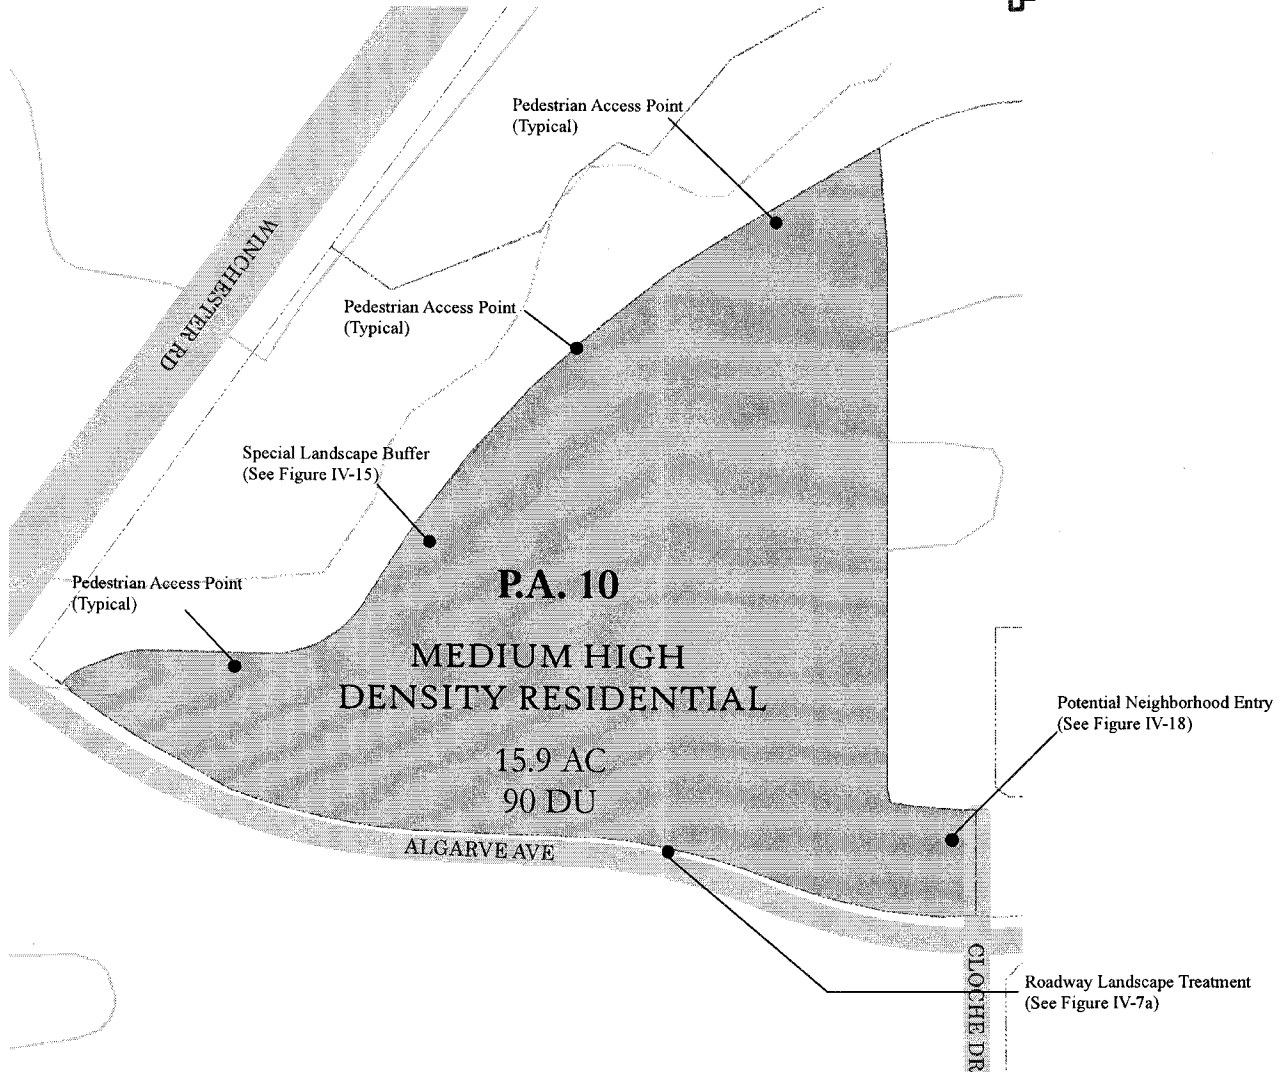 Pedestrian Access Point
(Typical)
WINCHESTER RD
Pedestrian Access Point
(Typical)
Special Landscape Buffer
(See Figure IV-15)
Pedestrian Access Point
(Typical)
P.A. 10
MEDIUM HIGH
DENSITY RESIDENTIAL
15.9 AC
90 DU
Potential Neighborhood Entry
(See Figure IV-18)
ALGARVE AVE
CLOCHE DR
Roadway Landscape Treatment
(See Figure IV-7a)